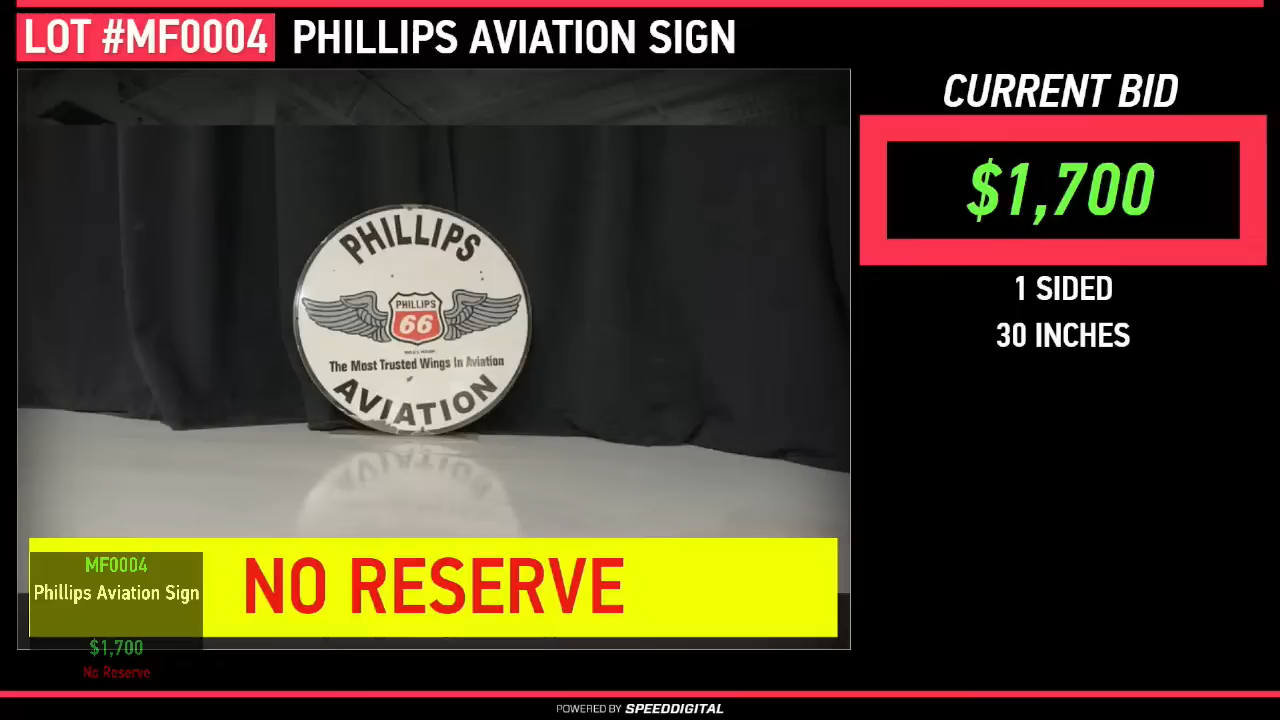 LOT #MF0004 PHILLIPS AVIATION SIGN
CURRENT BID
$1,700
1 SIDED
30 INCHES
PHILLIPS
PHILLIPS
66
The Most Trusted Wings In Aviation
AVIATION
NO RESERVE
MF0004
Phillips Aviation Sign
$1,700
No Reserve
POWERED BY SPEEDDIGITAL